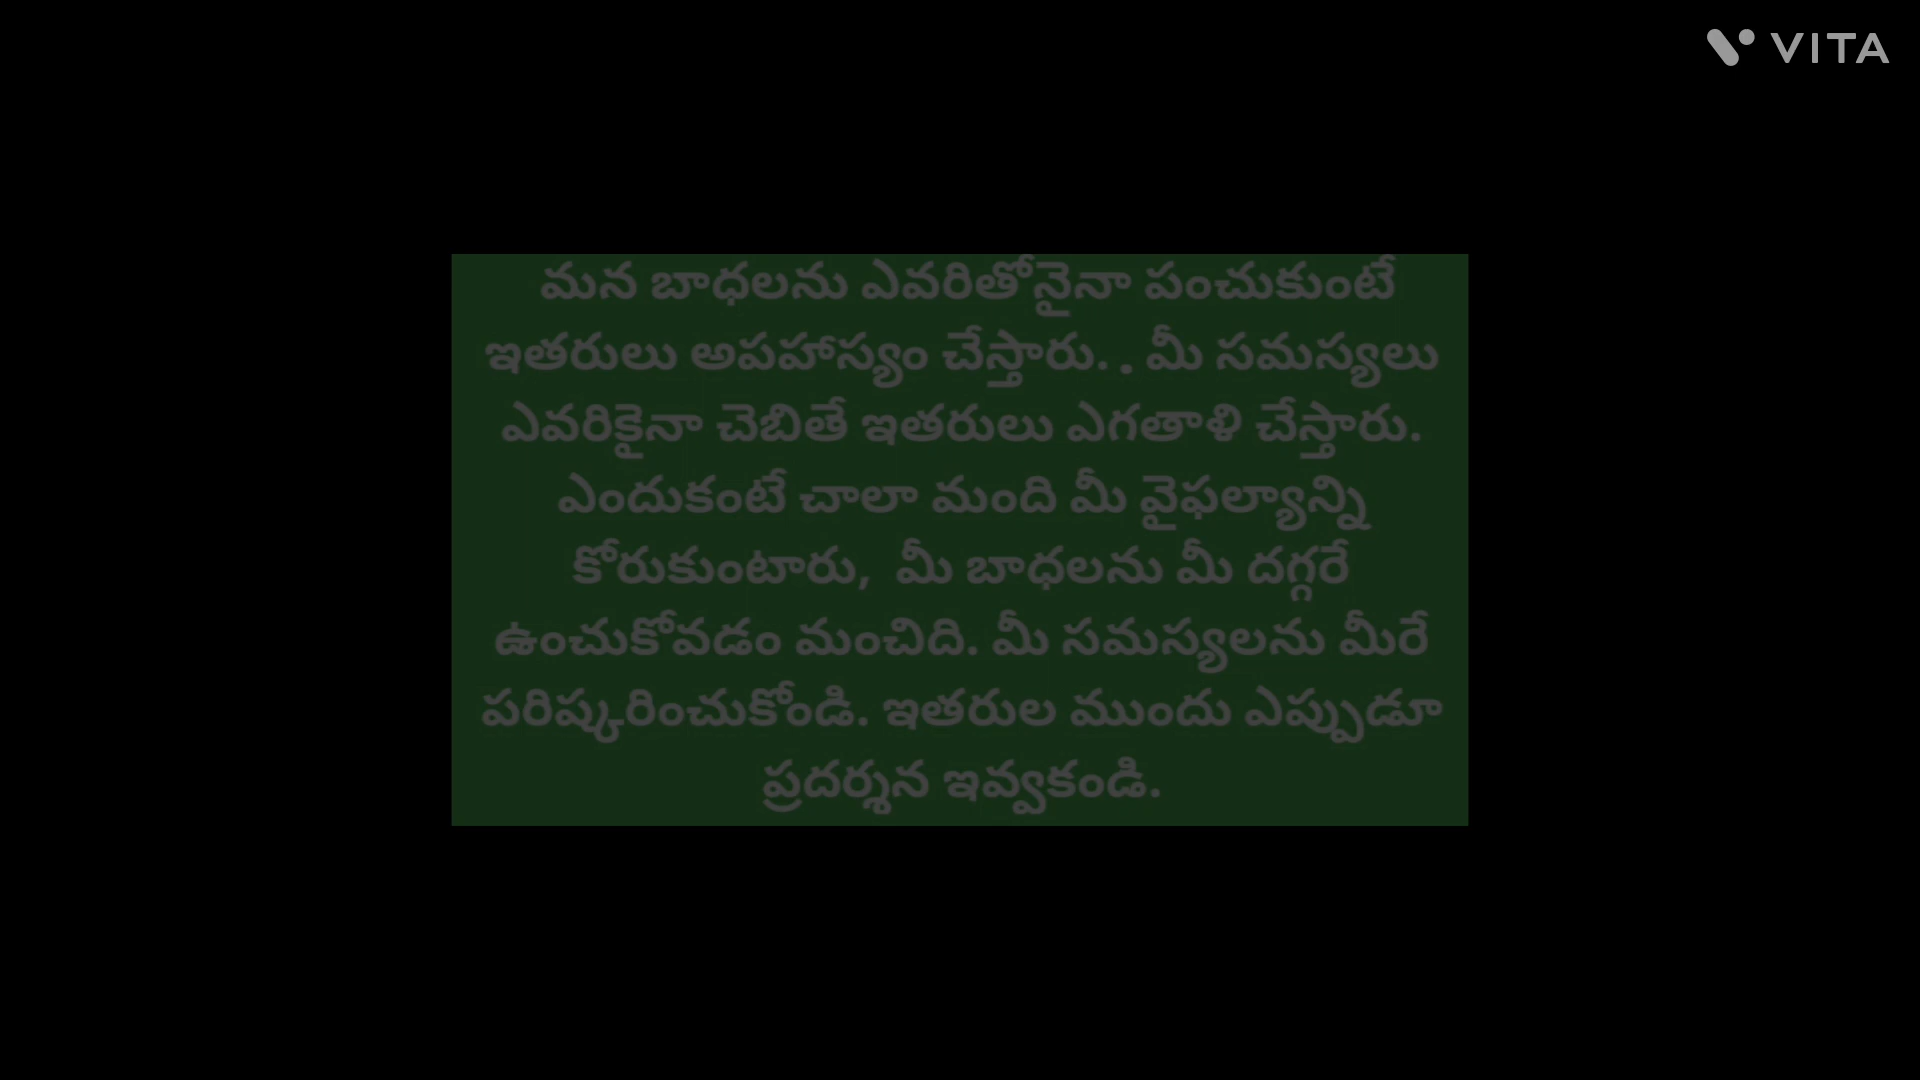 VITA
మన బాధలను ఎవరితోనైనా పంచుకుంటే
ఇతరులు అపహాస్యం చేస్తారు. . మీ సమస్యలు
ఎవరికైనా చెబితే ఇతరులు ఎగతాళి చేస్తారు.
ఎందుకంటే చాలా మంది మీ వైఫల్యాన్ని
కోరుకుంటారు,  మీ బాధలను మీ దగ్గరే
ఉంచుకోవడం మంచిది. మీ సమస్యలను మీరే
పరిష్కరించుకోండి. ఇతరుల ముందు ఎప్పుడూ
ప్రదర్శన ఇవ్వకండి.